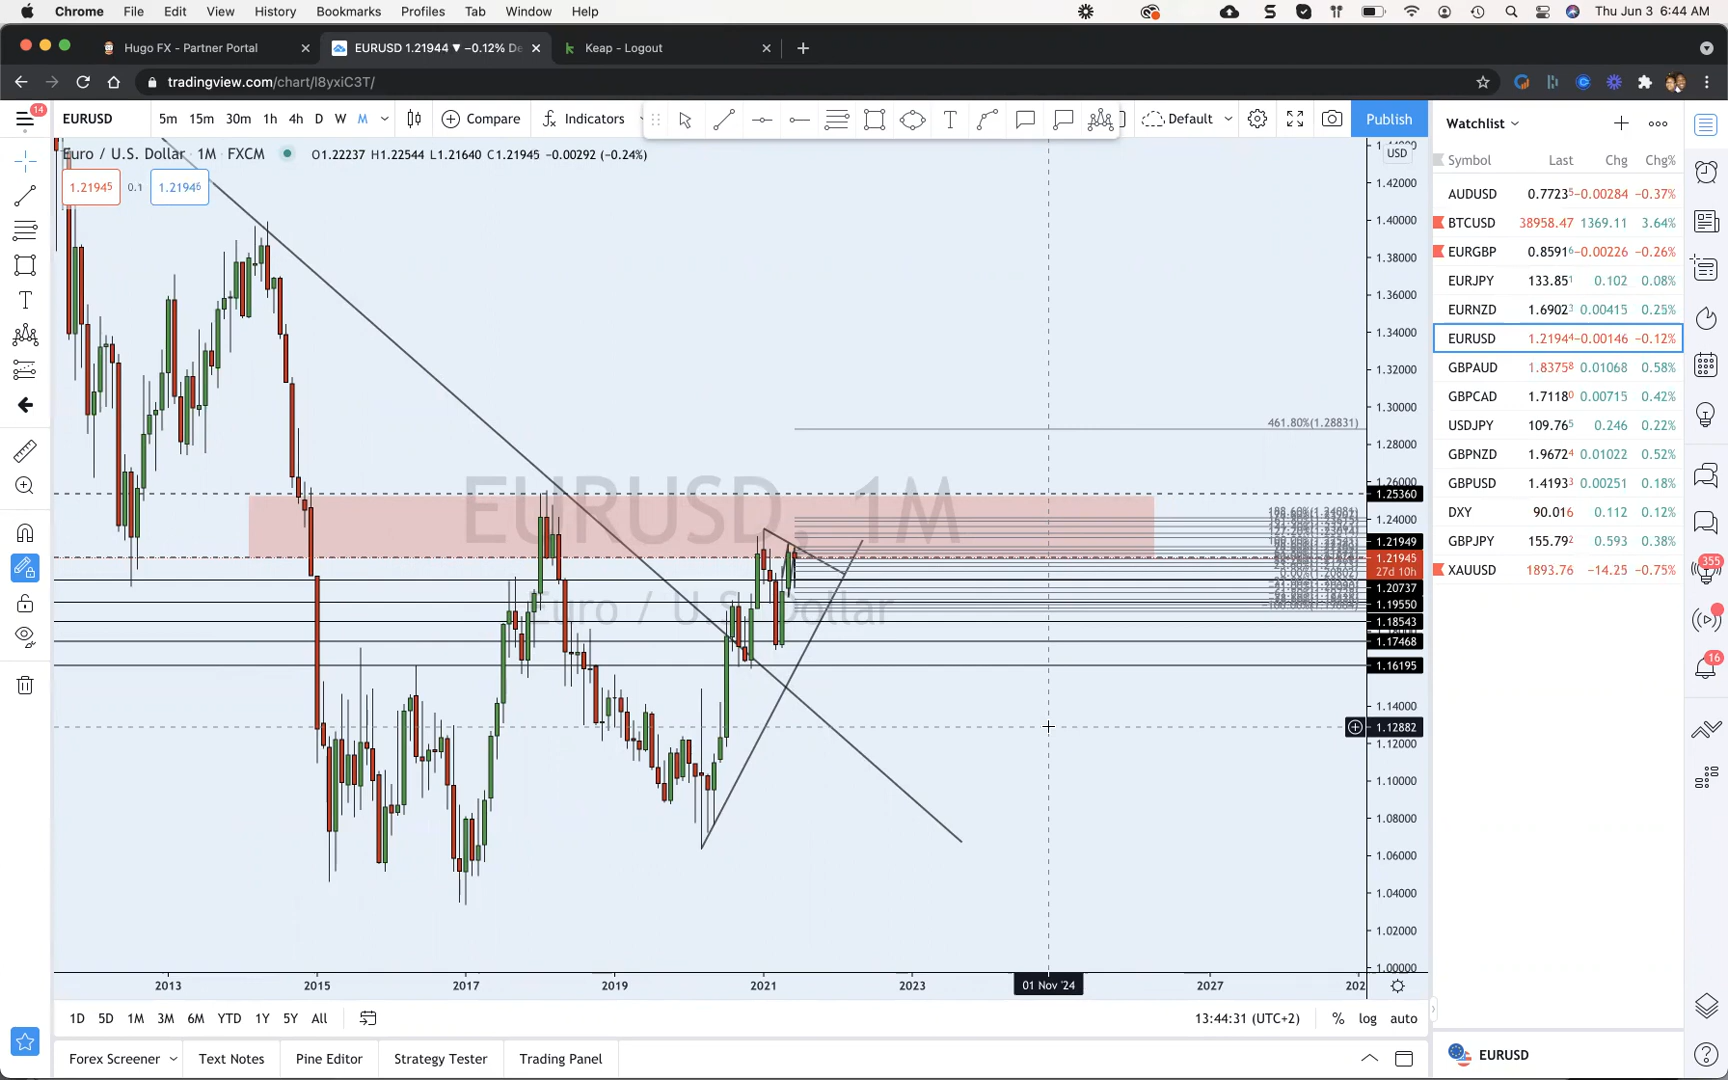 Chrome File Edit View History Bookmarks Profiles Tab Window Help Thu Jun 3 6:44 AM
Hugo FX - Partner Portal EURUSD 1.21944 ▼ −0.12% De Keap - Logout
tradingview.com/chart/l8yxiC3T/
14 EURUSD 5m 15m 30m 1h 4h D W M Compare Indicators Default Publish
Euro / U.S. Dollar · 1M · FXCM O1.22237 H1.22544 L1.21640 C1.21945 −0.00292 (−0.24%)
1.21945 0.1 1.21946
USD
1.42000
1.40000
1.38000
1.36000
1.34000
1.32000
1.30000
461.80%(1.28831)
1.28000
1.26000
1.25360
1.24000
1.21949
1.21945
27d 10h
1.20737
1.19550
1.18543
1.17468
1.16195
1.14000
1.12882
1.12000
1.10000
1.08000
1.06000
1.04000
1.02000
1.00000
EURUSD, 1M
Euro / U.S. Dollar
2013 2015 2017 2019 2021 2023 01 Nov '24 2027 202
1D 5D 1M 3M 6M YTD 1Y 5Y All 13:44:31 (UTC+2) % log auto
Forex Screener Text Notes Pine Editor Strategy Tester Trading Panel
Watchlist
Symbol Last Chg Chg%
AUDUSD 0.77235 −0.00284 −0.37%
BTCUSD 38958.47 1369.11 3.64%
EURGBP 0.85916 −0.00226 −0.26%
EURJPY 133.851 0.102 0.08%
EURNZD 1.69023 0.00415 0.25%
EURUSD 1.21944 −0.00146 −0.12%
GBPAUD 1.83758 0.01068 0.58%
GBPCAD 1.71180 0.00715 0.42%
USDJPY 109.765 0.246 0.22%
GBPNZD 1.96724 0.01022 0.52%
GBPUSD 1.41933 0.00251 0.18%
DXY 90.016 0.112 0.12%
GBPJPY 155.792 0.593 0.38%
XAUUSD 1893.76 −14.25 −0.75%
355
16
EURUSD